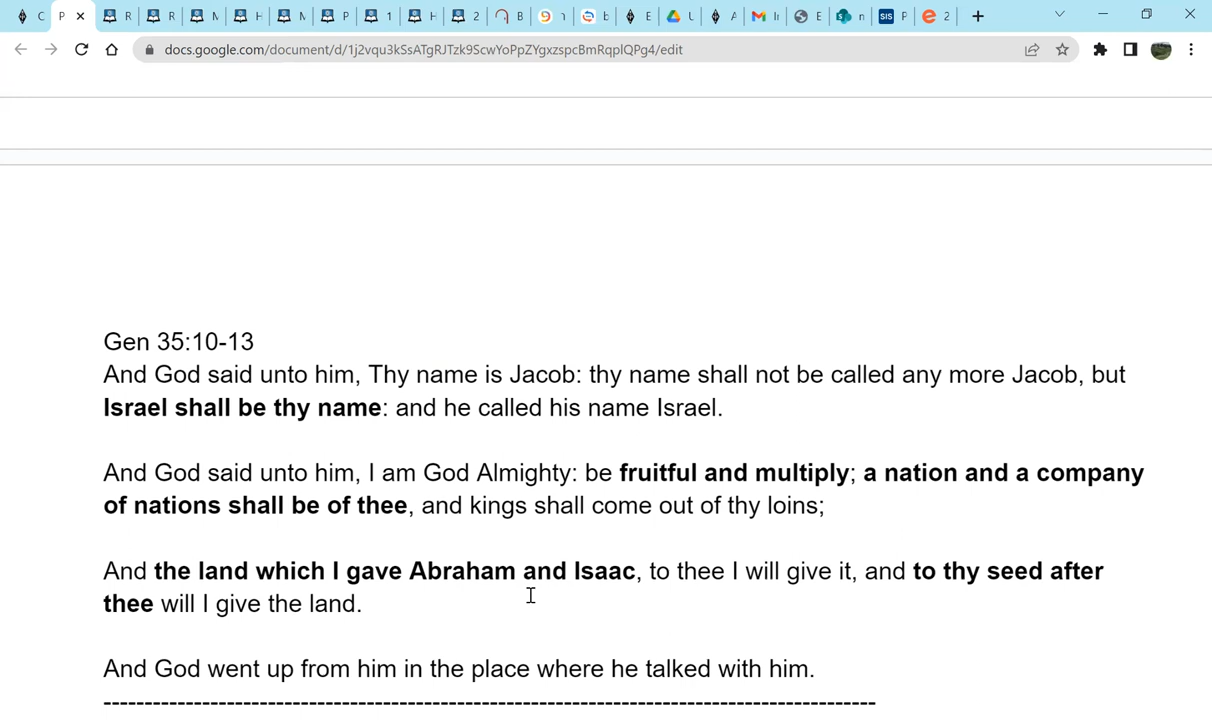 C P R R M H M P 1 H 2 B 1 b E U A In E n P 2
docs.google.com/document/d/1j2vqu3kSsATgRJTzk9ScwYoPpZYgxzspcBmRqplQPg4/edit
Gen 35:10-13
And God said unto him, Thy name is Jacob: thy name shall not be called any more Jacob, but
Israel shall be thy name: and he called his name Israel.
And God said unto him, I am God Almighty: be fruitful and multiply; a nation and a company
of nations shall be of thee, and kings shall come out of thy loins;
And the land which I gave Abraham and Isaac, to thee I will give it, and to thy seed after
thee will I give the land.
And God went up from him in the place where he talked with him.
--------------------------------------------------------------------------------------------